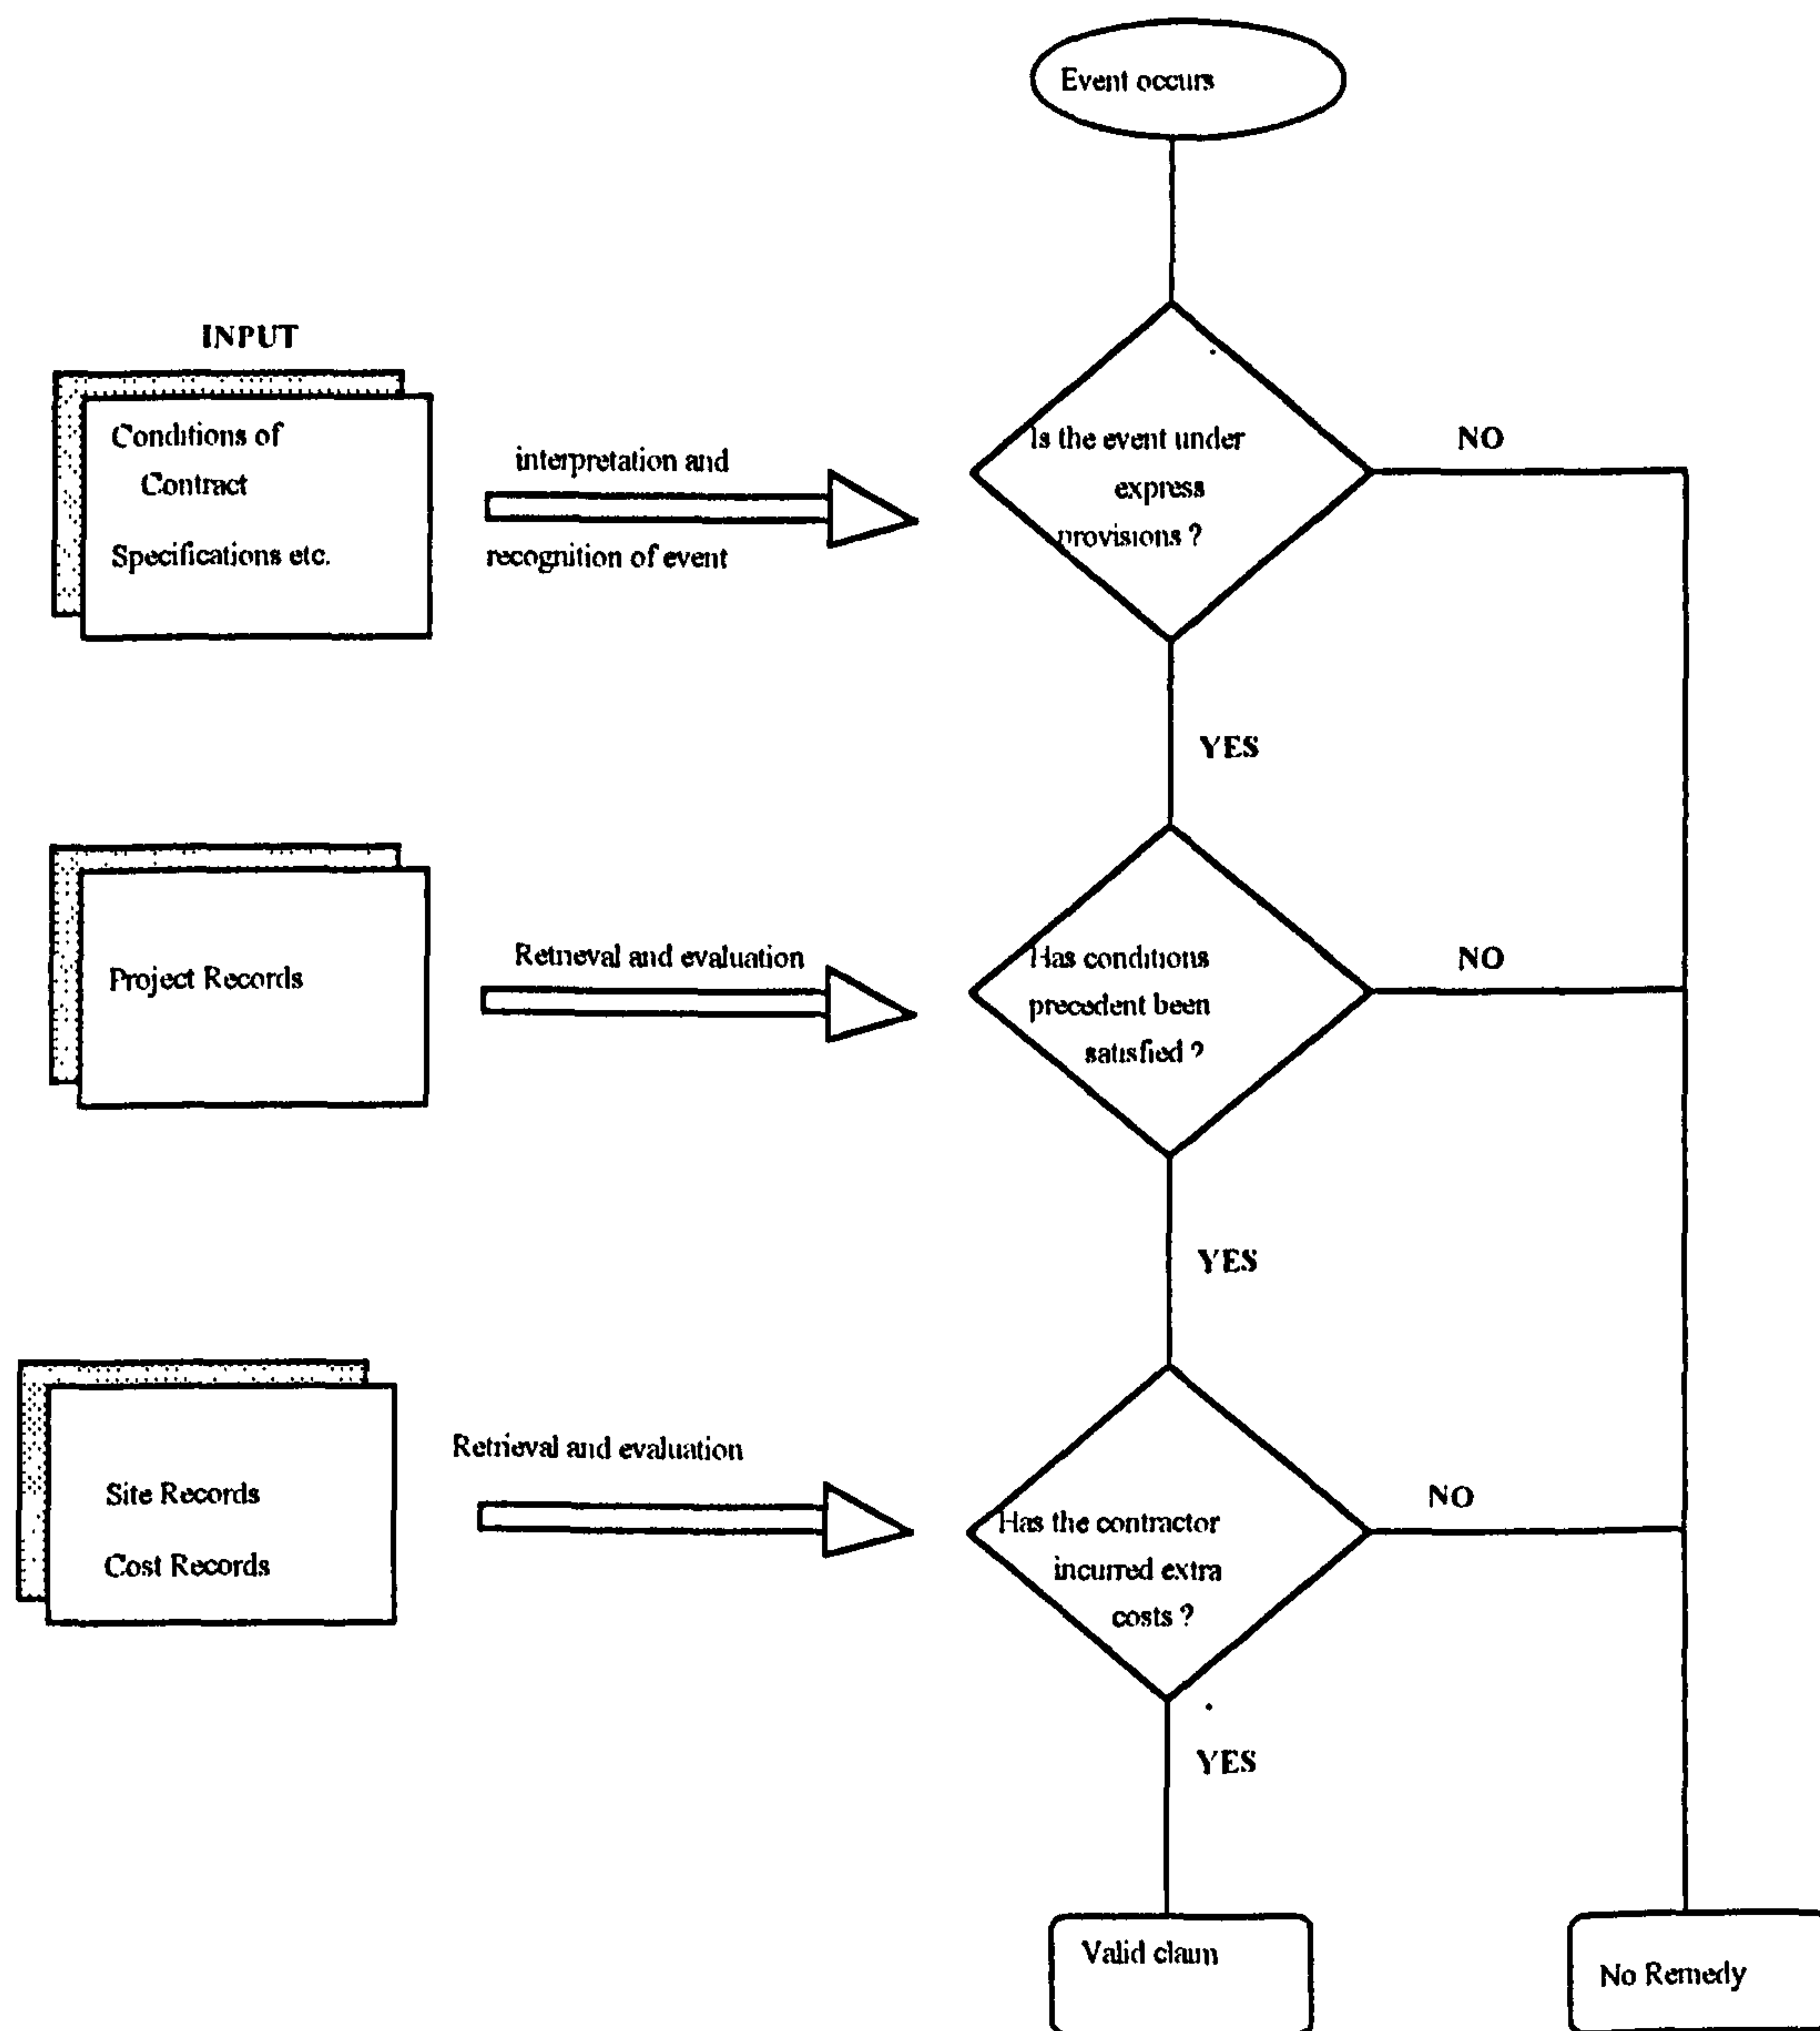 Event occurs
INPUT
Conditions of
Contract
Specifications etc.
interpretation and
recognition of event
Is the event under
express
provisions ?
NO
YES
Project Records
Retrieval and evaluation
Has conditions
precedent been
satisfied ?
NO
YES
Site Records
Cost Records
Retrieval and evaluation
Has the contractor
incurred extra
costs ?
NO
YES
Valid claim
No Remedy